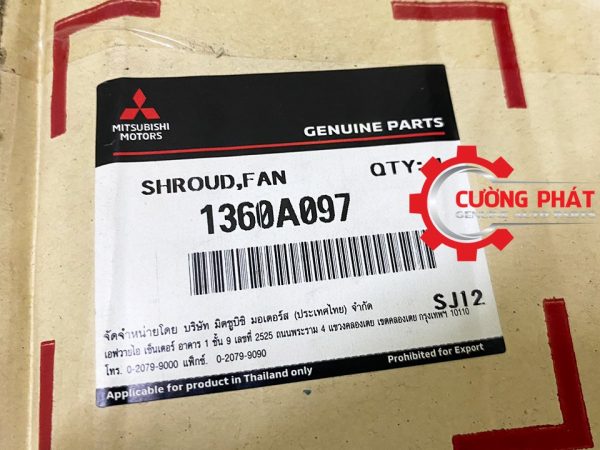 MITSUBISHI
MOTORS
GENUINE PARTS
SHROUD,FAN
QTY: 1
1360A097
CƯỜNG PHÁT
GENUINE AUTO PARTS
SJ12
จัดจำหน่ายโดย บริษัท มิตซูบิชิ มอเตอร์ส (ประเทศไทย) จำกัด
เอฟวายไอ เซ็นเตอร์ อาคาร 1 ชั้น 9 เลขที่ 2525 ถนนพระราม 4 แขวงคลองเตย เขตคลองเตย กรุงเทพฯ 10110
โทร. 0-2079-9000 แฟ็กซ์. 0-2079-9090
Applicable for product in Thailand only
Prohibited for Export